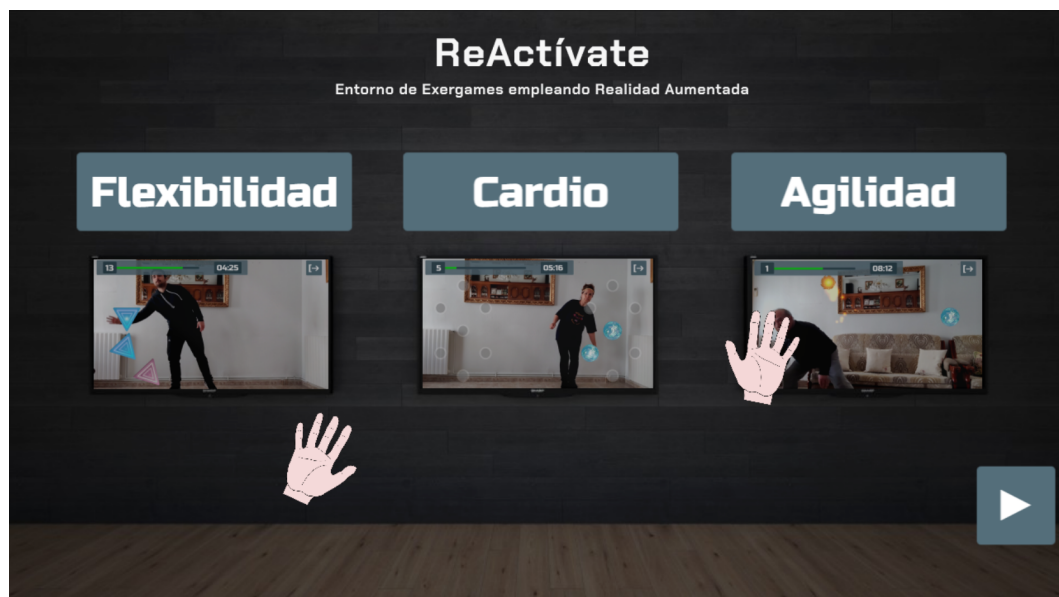 ReActívate
Entorno de Exergames empleando Realidad Aumentada
Flexibilidad
Cardio
Agilidad
13 04:25
5 05:16
1 08:12